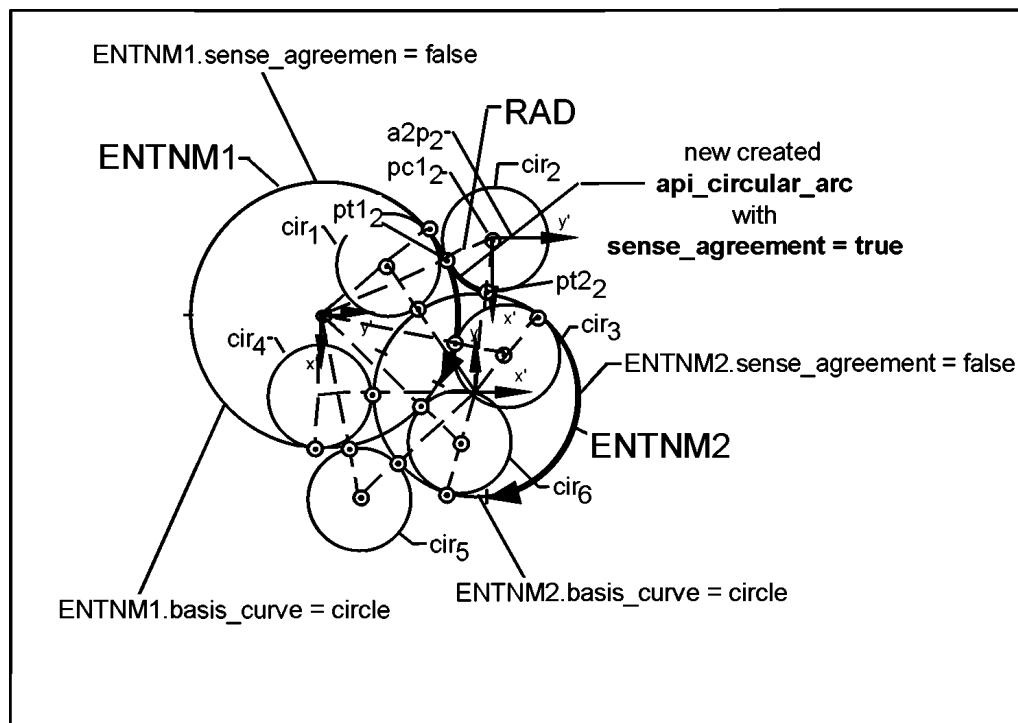 ENTNM1.sense_agreemen = false
RAD
a2p2
ENTNM1
pc12
cir2
new created
api_circular_arc
with
sense_agreement = true
pt12
cir1
y'
pt22
x'
y'
cir3
cir4
y'
x'
x'
ENTNM2.sense_agreement = false
ENTNM2
cir6
cir5
ENTNM2.basis_curve = circle
ENTNM1.basis_curve = circle